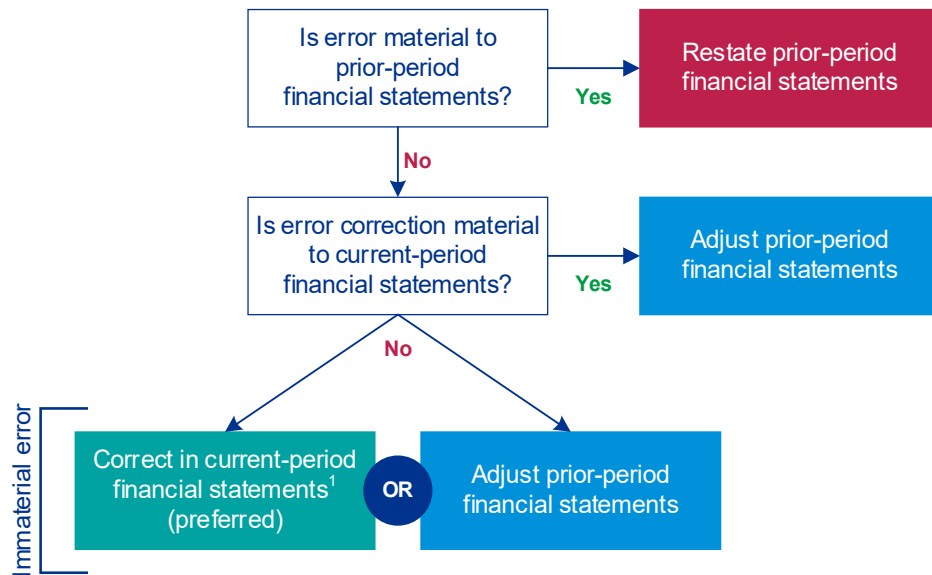 Is error material to
prior-period
financial statements?
Yes
Restate prior-period
financial statements
No
Is error correction material
to current-period
financial statements?
Yes
Adjust prior-period
financial statements
No
Immaterial error
Correct in current-period
financial statements¹
(preferred)
OR
Adjust prior-period
financial statements